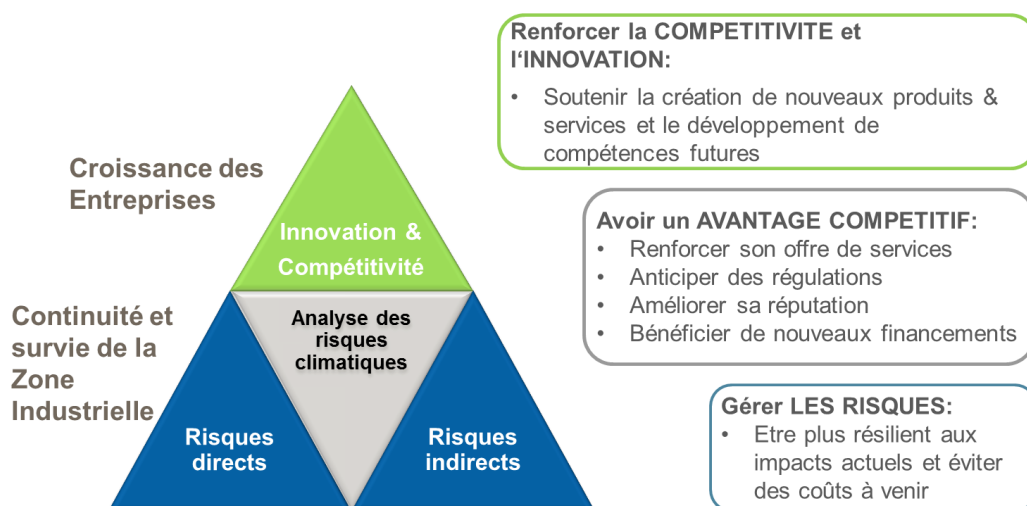 Renforcer la COMPETITIVITE et
l‘INNOVATION:
• Soutenir la création de nouveaux produits &
services et le développement de
compétences futures
Croissance des
Entreprises
Innovation &
Compétitivité
Avoir un AVANTAGE COMPETITIF:
• Renforcer son offre de services
• Anticiper des régulations
• Améliorer sa réputation
• Bénéficier de nouveaux financements
Continuité et
survie de la
Zone
Industrielle
Analyse des
risques
climatiques
Risques
directs
Risques
indirects
Gérer LES RISQUES:
• Etre plus résilient aux
impacts actuels et éviter
des coûts à venir